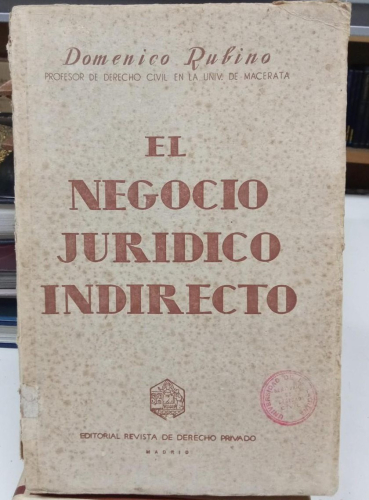 Domenico Rubino
PROFESOR DE DERECHO CIVIL EN LA UNIV. DE MACERATA
EL
NEGOCIO
JURIDICO
INDIRECTO
EDITORIAL REVISTA DE DERECHO PRIVADO
MADRID